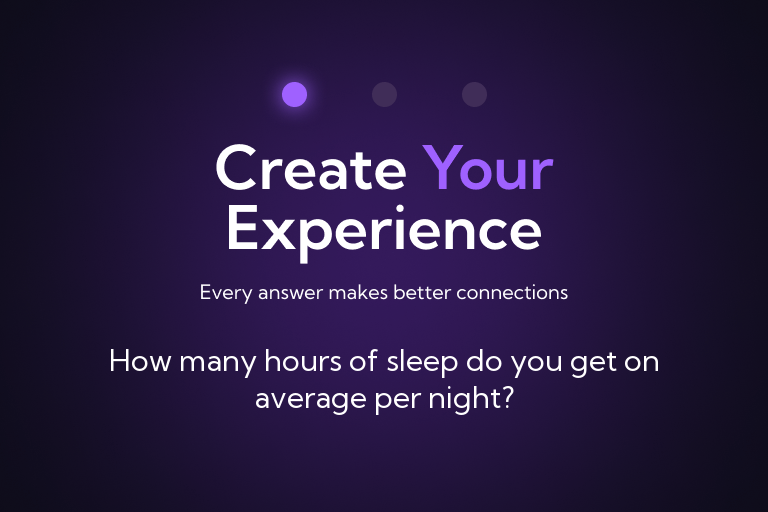 Create Your
Experience
Every answer makes better connections
How many hours of sleep do you get on
average per night?